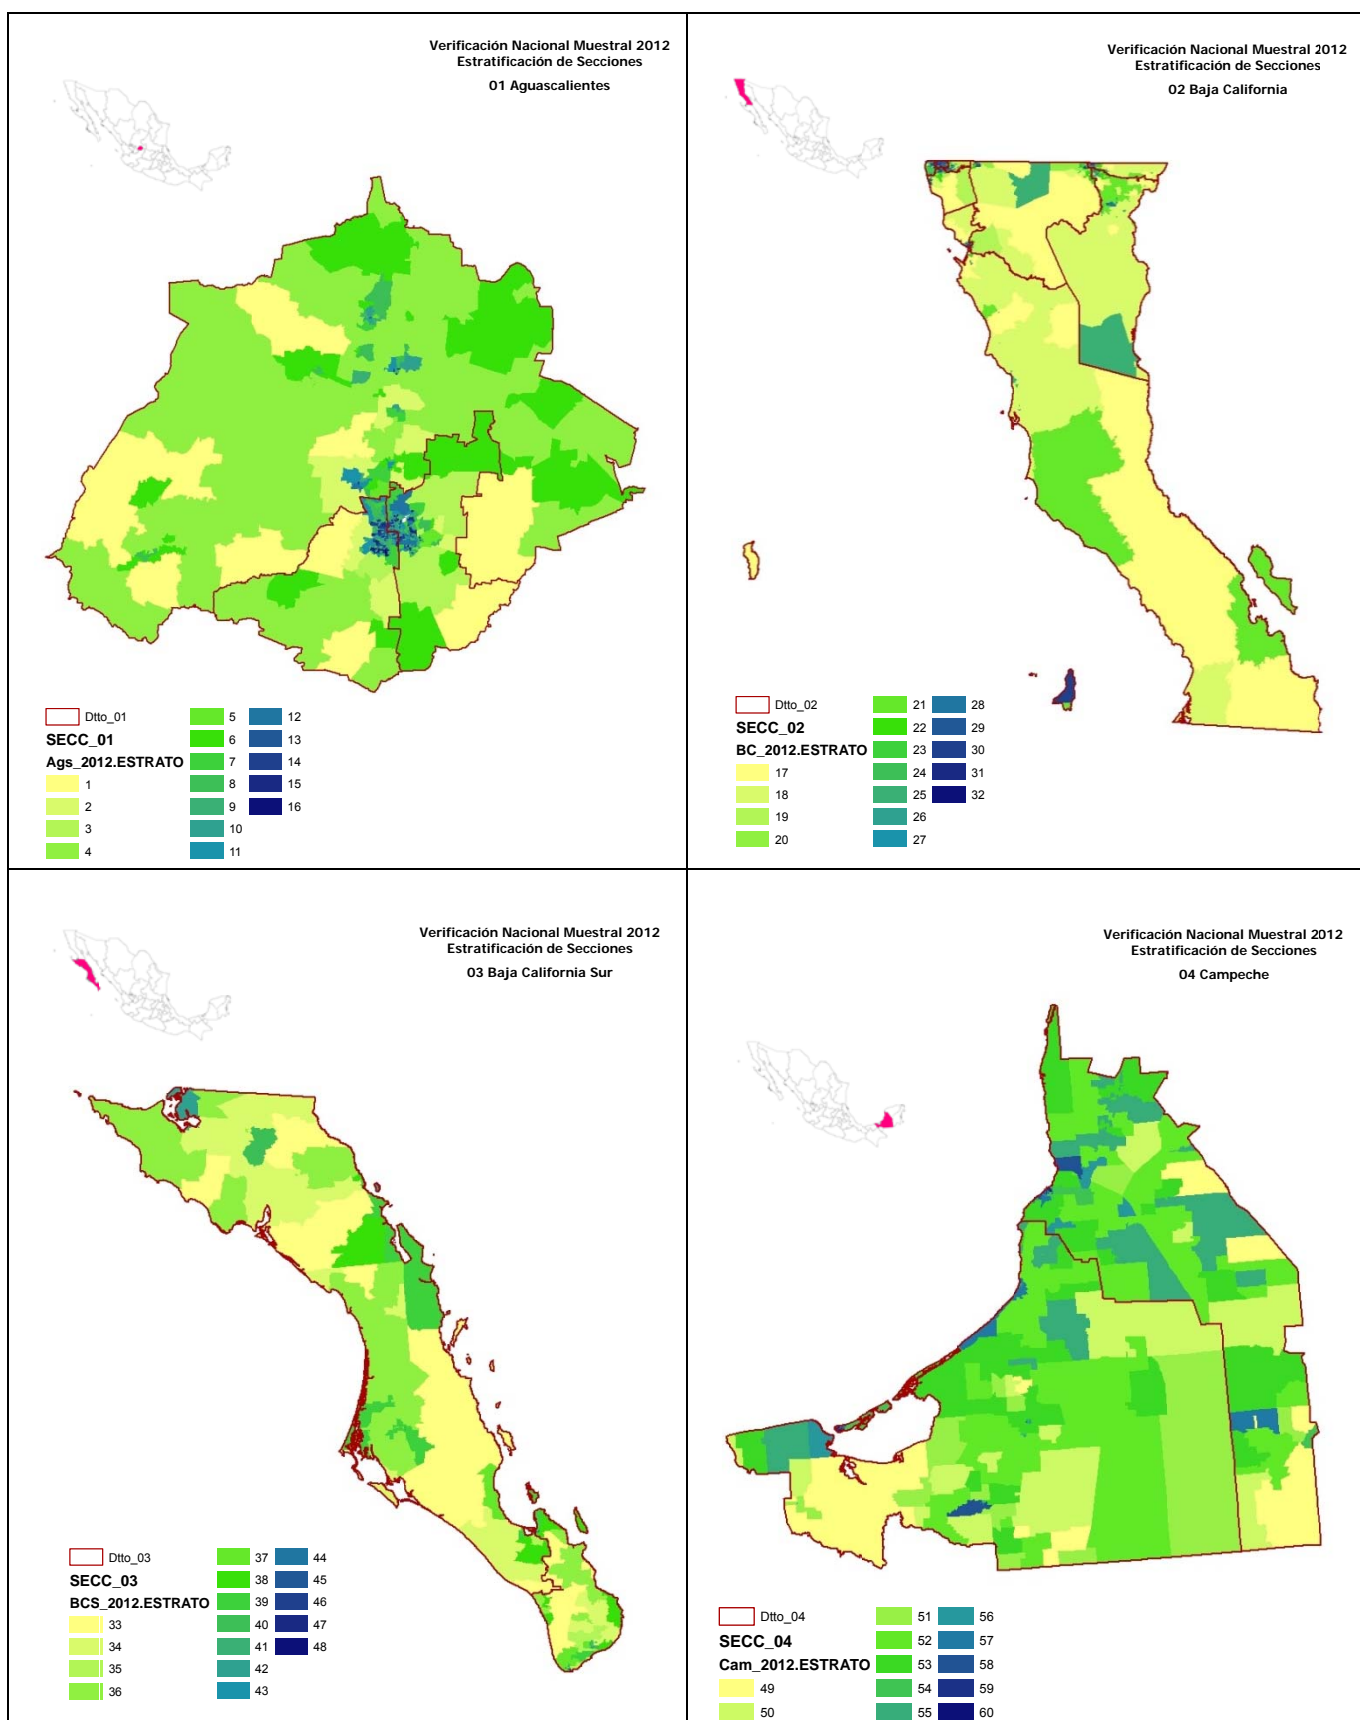 Verificación Nacional Muestral 2012
Estratificación de Secciones
01 Aguascalientes
Dtto_01
SECC_01
Ags_2012.ESTRATO
1
2
3
4
5
6
7
8
9
10
11
12
13
14
15
16
Verificación Nacional Muestral 2012
Estratificación de Secciones
02 Baja California
Dtto_02
SECC_02
BC_2012.ESTRATO
17
18
19
20
21
22
23
24
25
26
27
28
29
30
31
32
Verificación Nacional Muestral 2012
Estratificación de Secciones
03 Baja California Sur
Dtto_03
SECC_03
BCS_2012.ESTRATO
33
34
35
36
37
38
39
40
41
42
43
44
45
46
47
48
Verificación Nacional Muestral 2012
Estratificación de Secciones
04 Campeche
Dtto_04
SECC_04
Cam_2012.ESTRATO
49
50
51
52
53
54
55
56
57
58
59
60